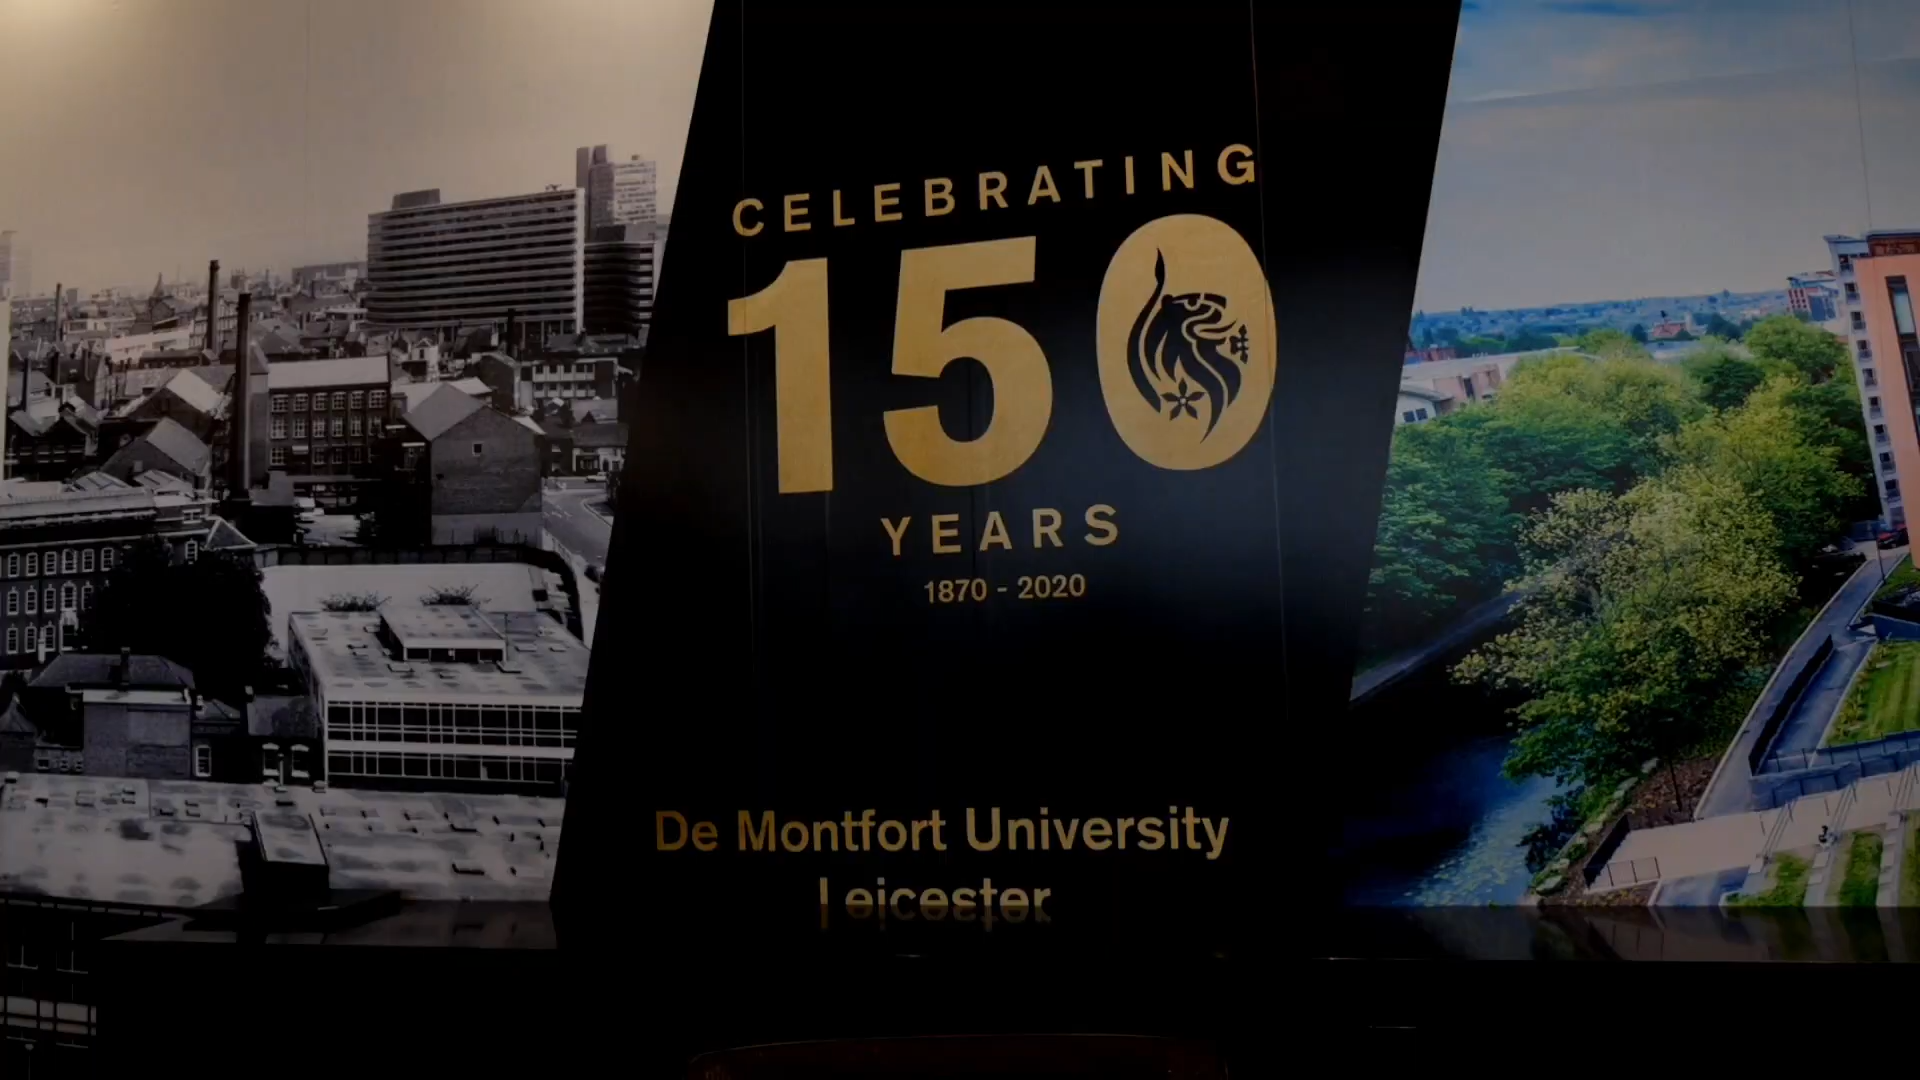 CELEBRATING
150
YEARS
1870 - 2020
De Montfort University
Leicester